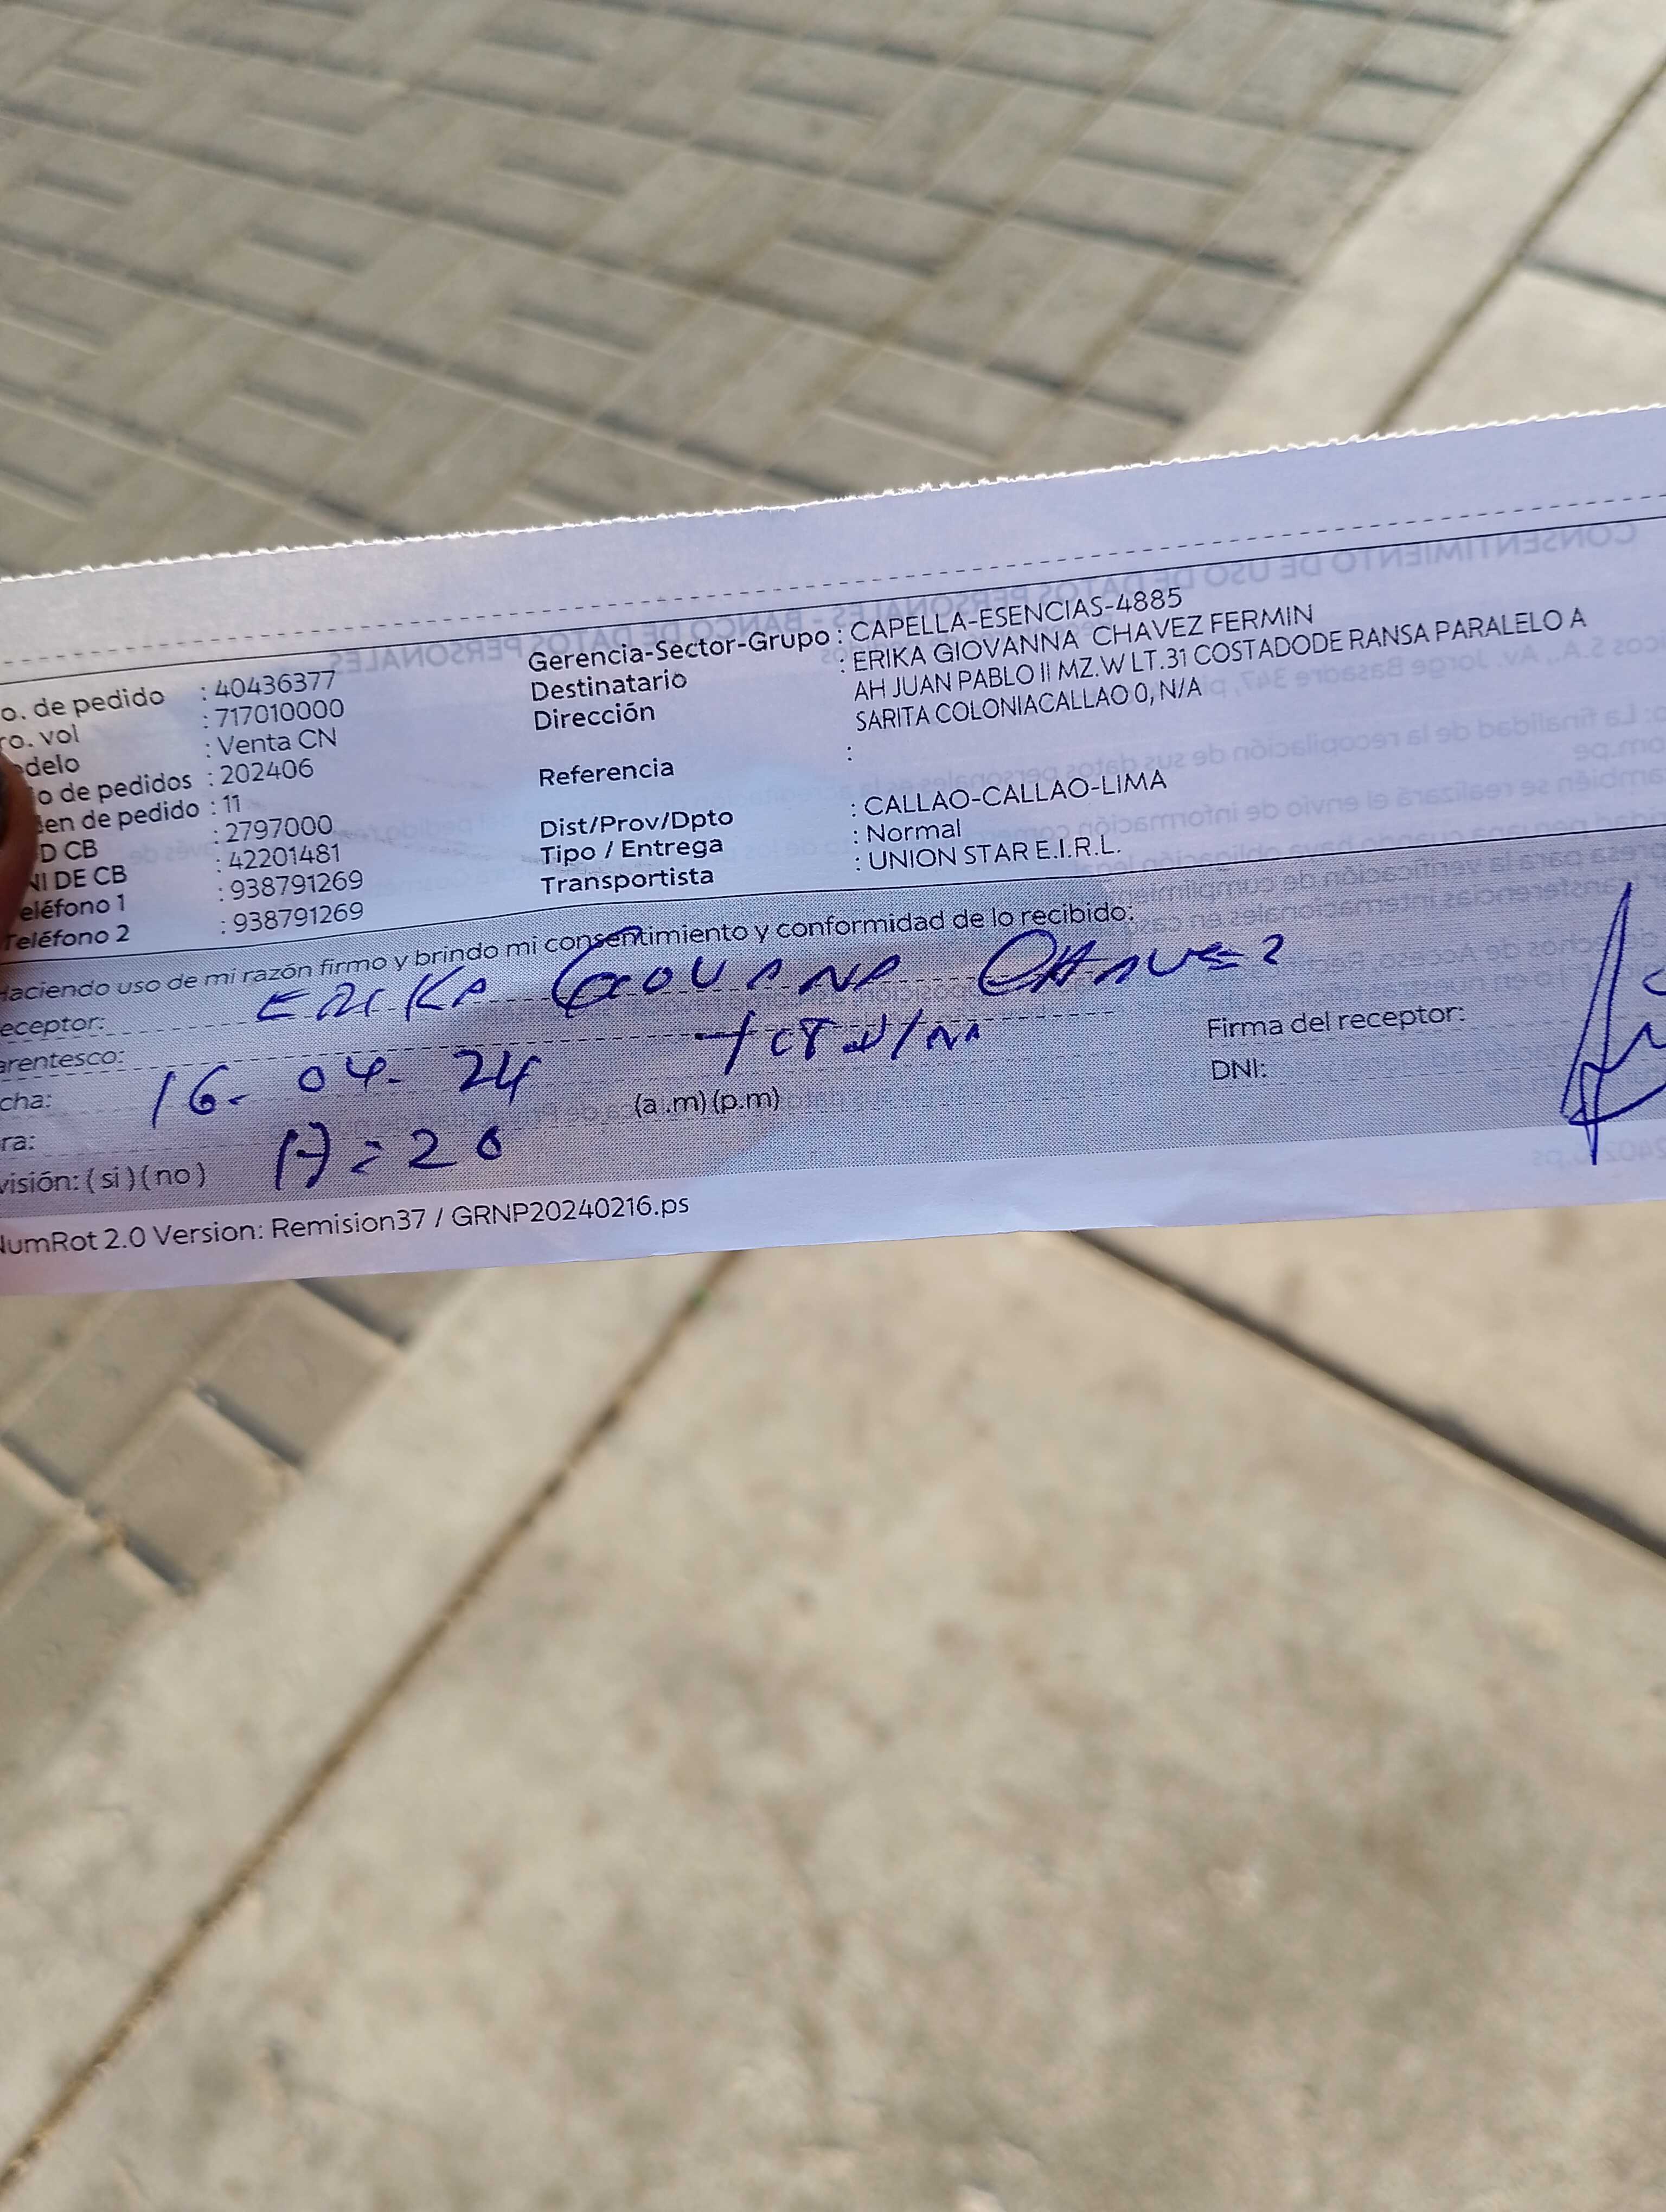 o. de pedido : 40436377
ro. vol : 717010000
delo : Venta CN
o de pedidos : 202406
en de pedido : 11
D CB : 2797000
NI DE CB : 42201481
eléfono 1 : 938791269
Teléfono 2 : 938791269
Gerencia-Sector-Grupo : CAPELLA-ESENCIAS-4885
Destinatario : ERIKA GIOVANNA CHAVEZ FERMIN
Dirección AH JUAN PABLO II MZ.W LT.31 COSTADODE RANSA PARALELO A
SARITA COLONIACALLAO 0, N/A
Referencia :
Dist/Prov/Dpto : CALLAO-CALLAO-LIMA
Tipo / Entrega : Normal
Transportista : UNION STAR E.I.R.L.
Haciendo uso de mi razón firmo y brindo mi consentimiento y conformidad de lo recibido:
eceptor: ERIKA GIOVANA CHAVEZ
arentesco:
cha: 16. 04. 24
ra: (a.m)(p.m)
visión: (si)(no)
Firma del receptor:
DNI:
NumRot 2.0 Version: Remision37 / GRNP20240216.ps